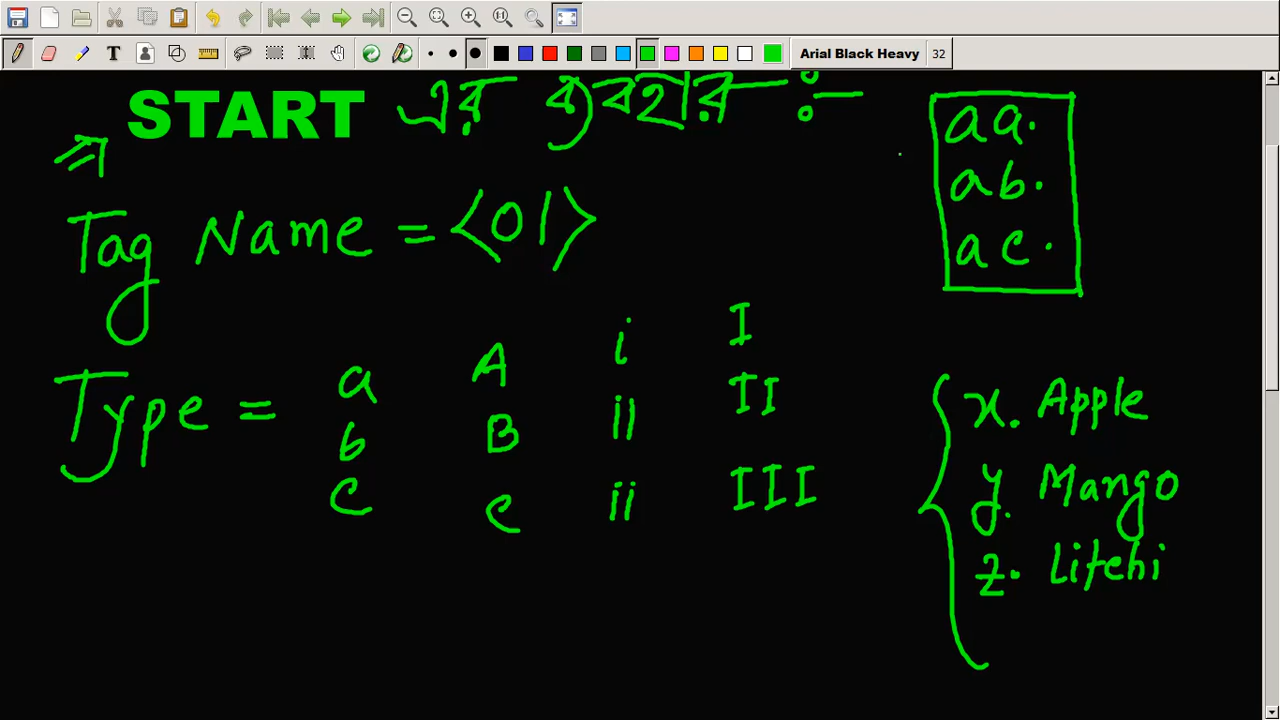 Arial Black Heavy 32
START এর ব্যবহার :-
⇒
Tag Name = <Ol>
Type = a A i I
b B ii II
c C ii III
aa.
ab.
ac.
x. Apple
y. Mango
z. Litchi